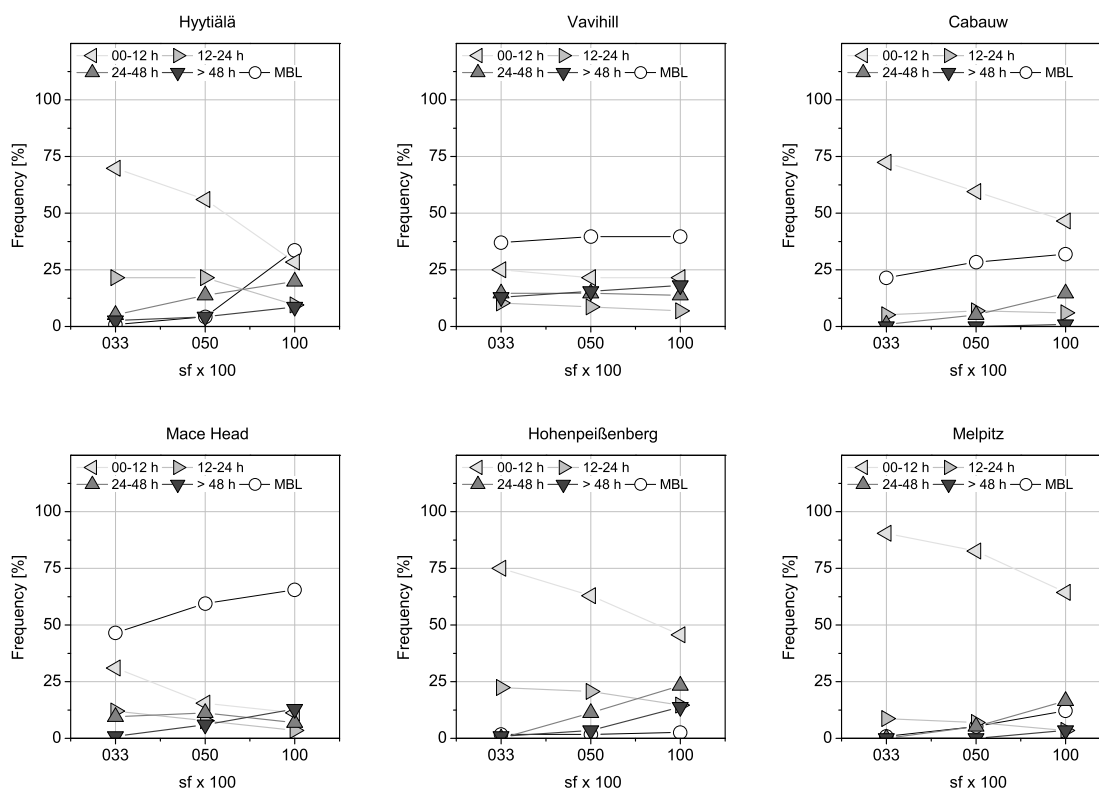 Hyytiälä
00-12 h 12-24 h
24-48 h > 48 h MBL
100
75
50
25
0
Frequency [%]
033 050 100
sf x 100
Vavihill
00-12 h 12-24 h
24-48 h > 48 h MBL
100
75
50
25
0
Frequency [%]
033 050 100
sf x 100
Cabauw
00-12 h 12-24 h
24-48 h > 48 h MBL
100
75
50
25
0
Frequency [%]
033 050 100
sf x 100
Mace Head
00-12 h 12-24 h
24-48 h > 48 h MBL
100
75
50
25
0
Frequency [%]
033 050 100
sf x 100
Hohenpeißenberg
00-12 h 12-24 h
24-48 h > 48 h MBL
100
75
50
25
0
Frequency [%]
033 050 100
sf x 100
Melpitz
00-12 h 12-24 h
24-48 h > 48 h MBL
100
75
50
25
0
Frequency [%]
033 050 100
sf x 100